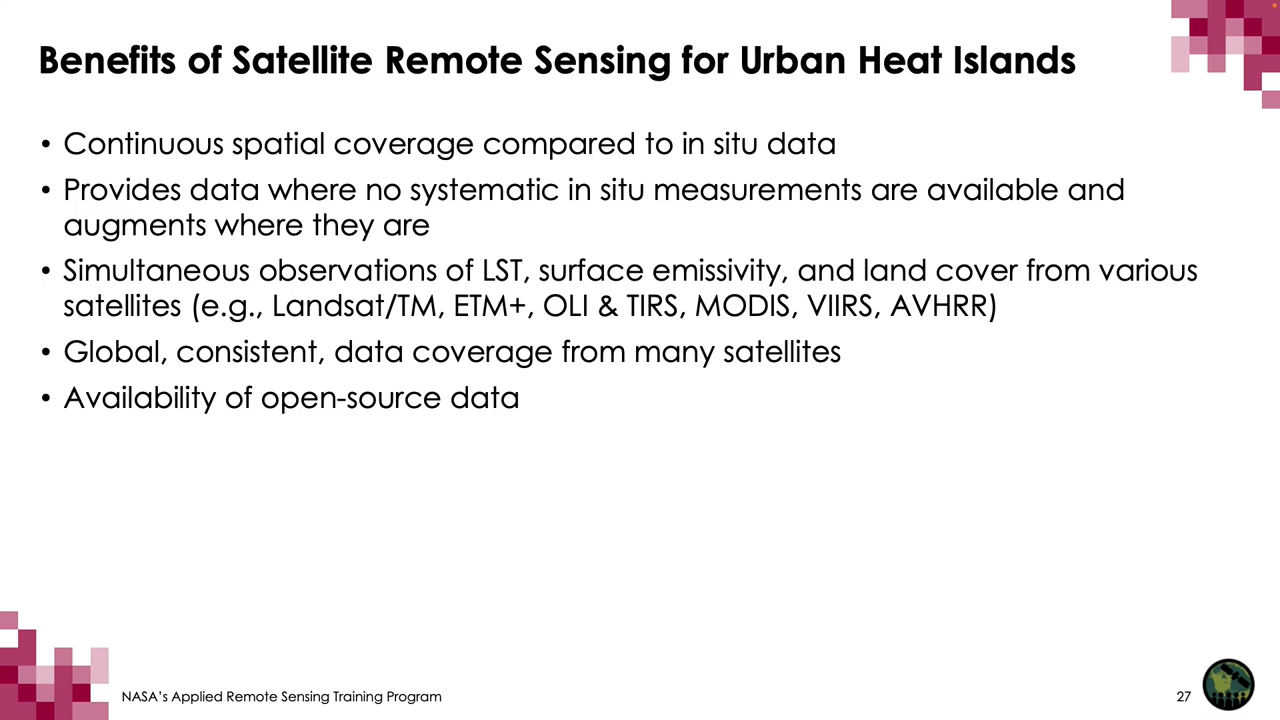 Benefits of Satellite Remote Sensing for Urban Heat Islands
• Continuous spatial coverage compared to in situ data
• Provides data where no systematic in situ measurements are available and
augments where they are
• Simultaneous observations of LST, surface emissivity, and land cover from various
satellites (e.g., Landsat/TM, ETM+, OLI & TIRS, MODIS, VIIRS, AVHRR)
• Global, consistent, data coverage from many satellites
• Availability of open-source data
NASA's Applied Remote Sensing Training Program
27